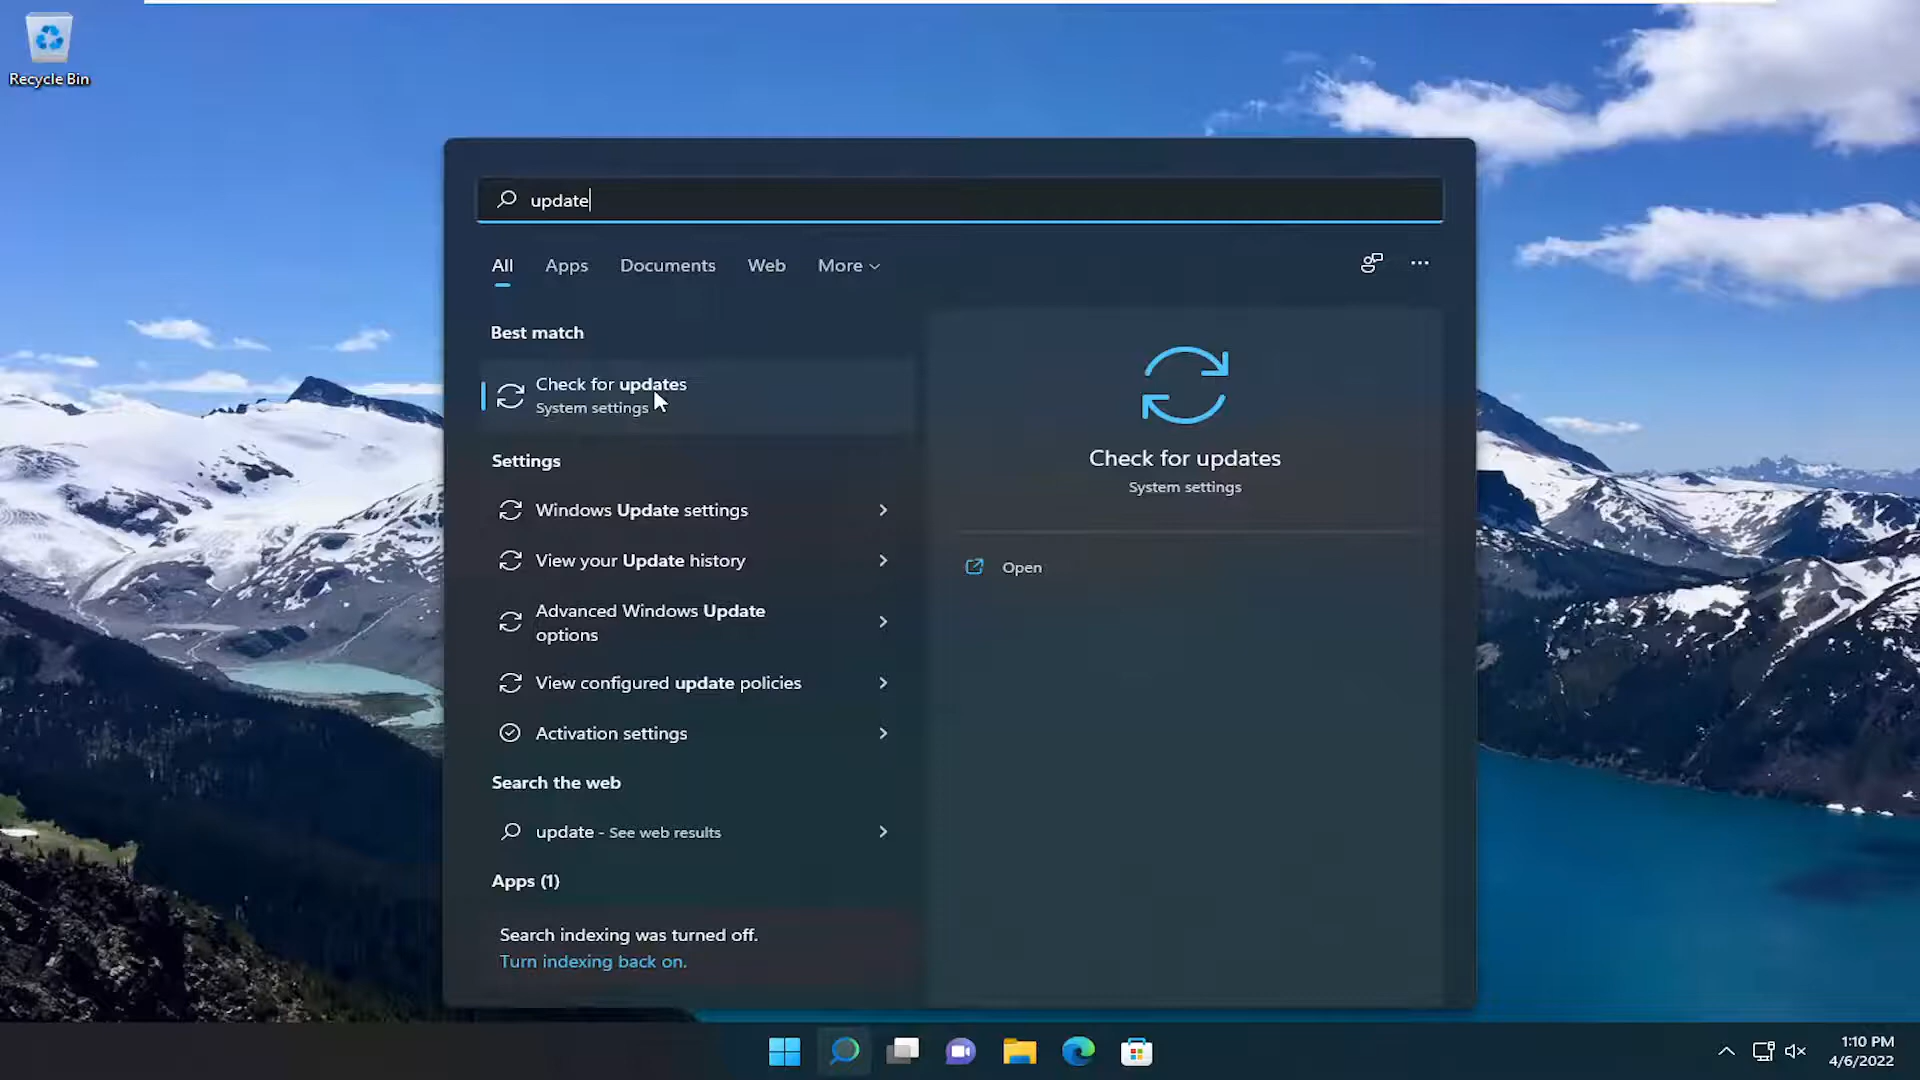 Recycle Bin
update
All Apps Documents Web More
Best match
Check for updates
System settings
Settings
Windows Update settings
View your Update history
Advanced Windows Update
options
View configured update policies
Activation settings
Search the web
update - See web results
Apps (1)
Search indexing was turned off.
Turn indexing back on.
Check for updates
System settings
Open
1:10 PM
4/6/2022